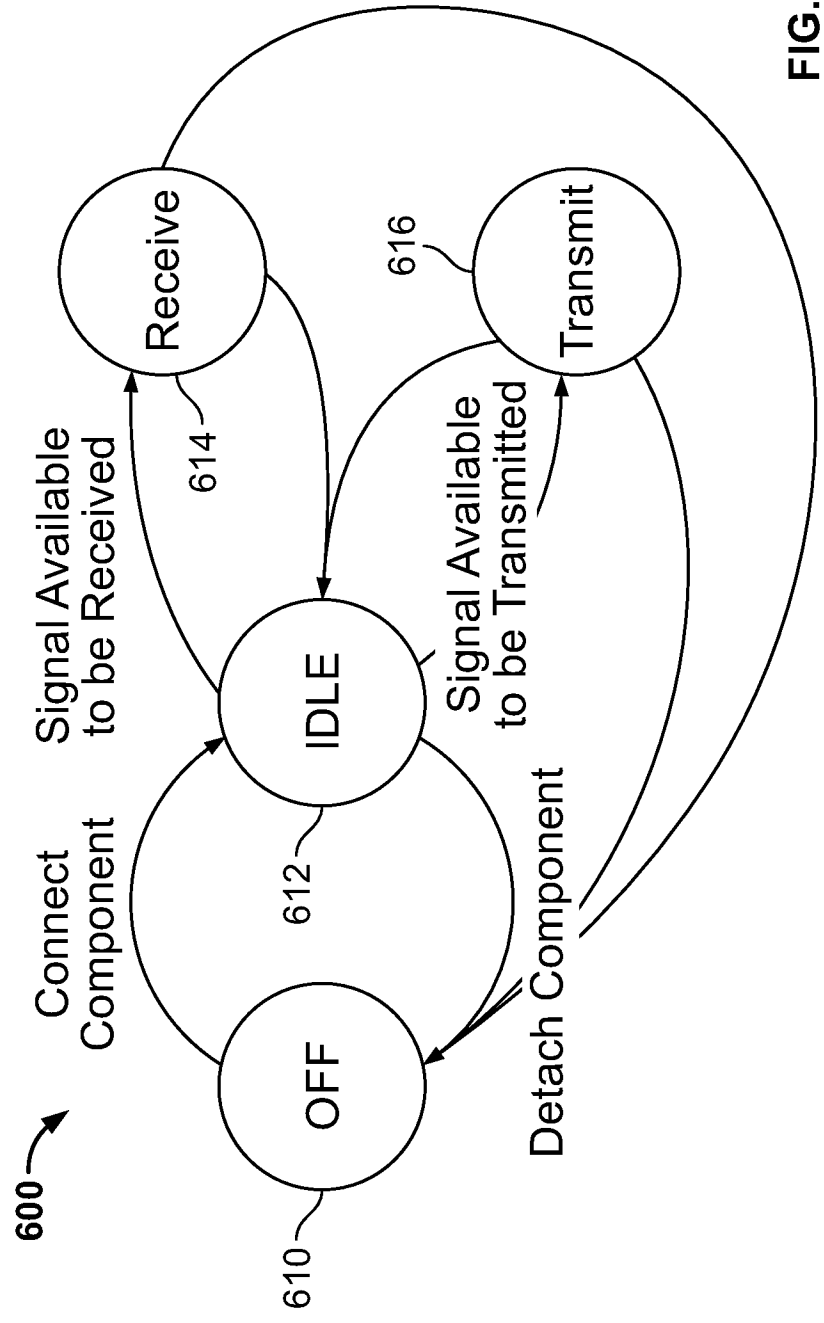 600
Connect
Component
Signal Available
to be Received
Receive
614
610
OFF
612
IDLE
616
Transmit
Signal Available
to be Transmitted
Detach Component
FIG.